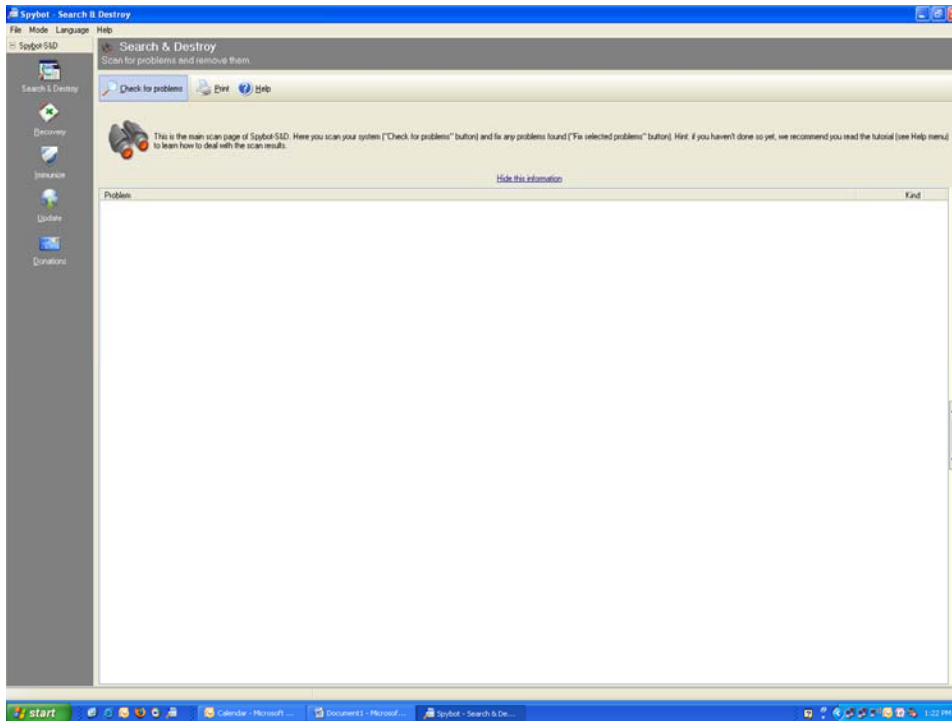 Spybot - Search & Destroy
File Mode Language Help
Spybot-S&D
Search & Destroy
Scan for problems and remove them.
Search & Destroy
Recovery
Immunize
Update
Donations
Check for problems Print Help
This is the main scan page of Spybot-S&D. Here you scan your system ("Check for problems" button) and fix any problems found ("Fix selected problems" button). Hint: if you haven't done so yet, we recommend you read the tutorial (see Help menu)
to learn how to deal with the scan results.
Hide this information
Problem Kind
start Calendar - Microsoft ... Document1 - Microsof... Spybot - Search & De... 1:22 PM